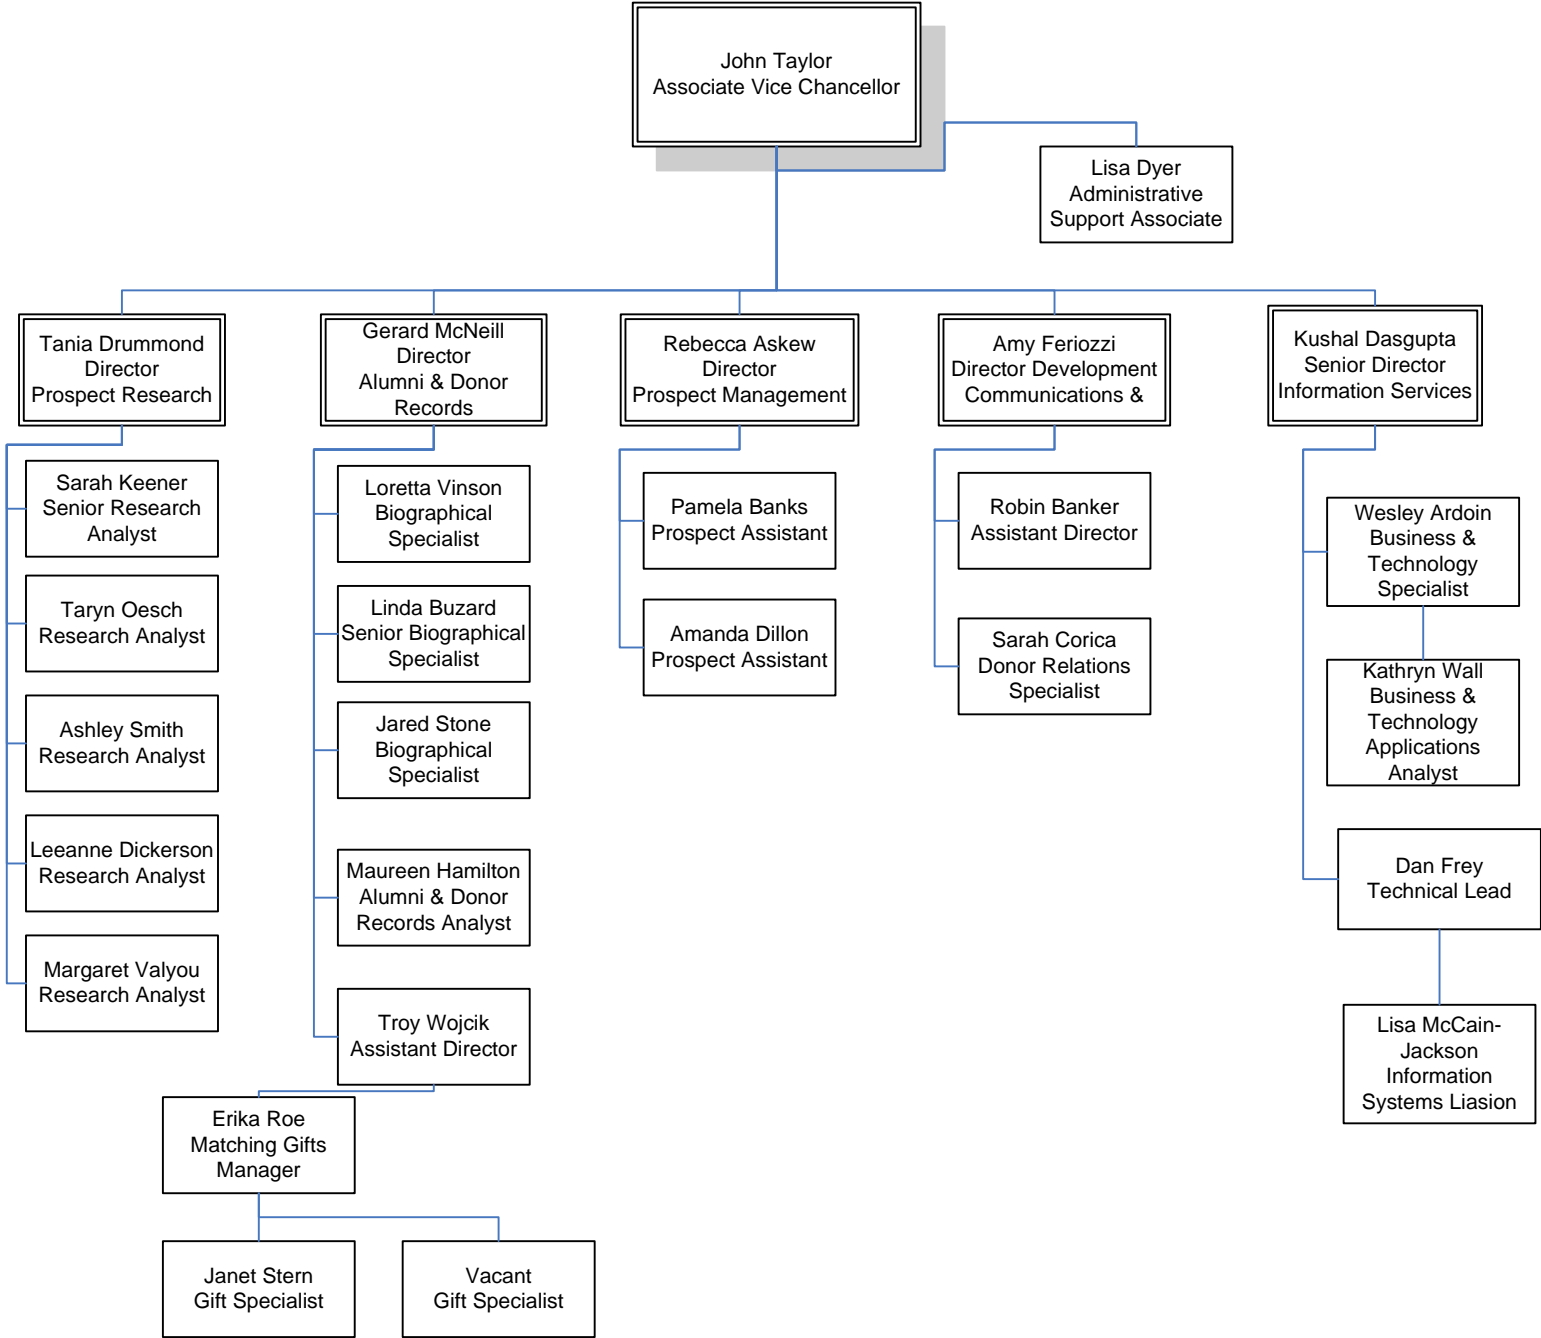 John Taylor
Associate Vice Chancellor
Lisa Dyer
Administrative
Support Associate
Tania Drummond
Director
Prospect Research
Gerard McNeill
Director
Alumni & Donor
Records
Rebecca Askew
Director
Prospect Management
Amy Feriozzi
Director Development
Communications &
Kushal Dasgupta
Senior Director
Information Services
Sarah Keener
Senior Research
Analyst
Taryn Oesch
Research Analyst
Ashley Smith
Research Analyst
Leeanne Dickerson
Research Analyst
Margaret Valyou
Research Analyst
Loretta Vinson
Biographical
Specialist
Linda Buzard
Senior Biographical
Specialist
Jared Stone
Biographical
Specialist
Maureen Hamilton
Alumni & Donor
Records Analyst
Troy Wojcik
Assistant Director
Erika Roe
Matching Gifts
Manager
Janet Stern
Gift Specialist
Vacant
Gift Specialist
Pamela Banks
Prospect Assistant
Amanda Dillon
Prospect Assistant
Robin Banker
Assistant Director
Sarah Corica
Donor Relations
Specialist
Wesley Ardoin
Business &
Technology
Specialist
Kathryn Wall
Business &
Technology
Applications
Analyst
Dan Frey
Technical Lead
Lisa McCain-
Jackson
Information
Systems Liasion